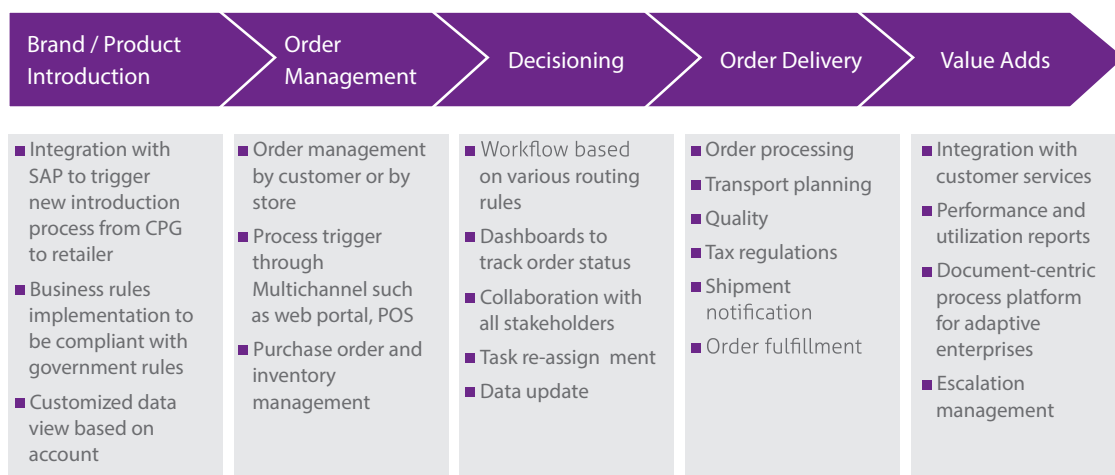 Brand / Product
Introduction
Order
Management
Decisioning
Order Delivery
Value Adds
Integration with
SAP to trigger
new introduction
process from CPG
to retailer
Business rules
implementation to
be compliant with
government rules
Customized data
view based on
account
Order management
by customer or by
store
Process trigger
through
Multichannel such
as web portal, POS
Purchase order and
inventory
management
Workflow based
on various routing
rules
Dashboards to
track order status
Collaboration with
all stakeholders
Task re-assign ment
Data update
Order processing
Transport planning
Quality
Tax regulations
Shipment
notification
Order fulfillment
Integration with
customer services
Performance and
utilization reports
Document-centric
process platform
for adaptive
enterprises
Escalation
management